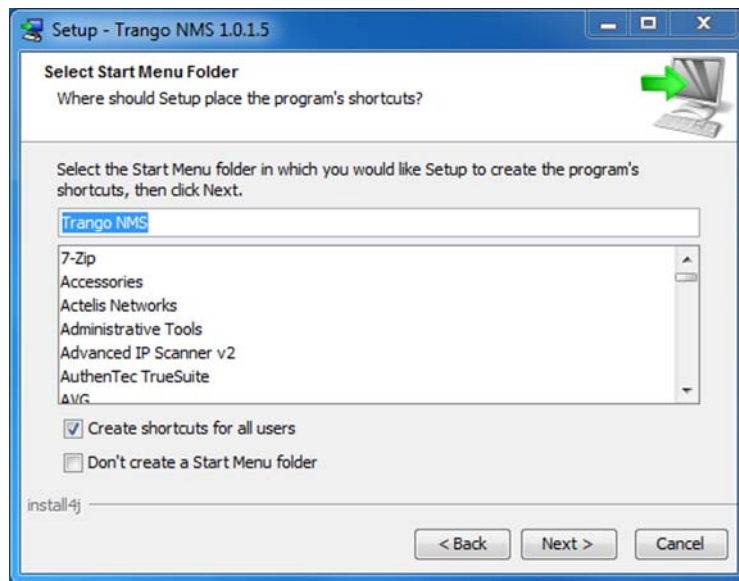 Setup - Trango NMS 1.0.1.5
Select Start Menu Folder
Where should Setup place the program's shortcuts?
Select the Start Menu folder in which you would like Setup to create the program's
shortcuts, then click Next.
Trango NMS
7-Zip
Accessories
Actelis Networks
Administrative Tools
Advanced IP Scanner v2
AuthenTec TrueSuite
AVG
Create shortcuts for all users
Don't create a Start Menu folder
install4j
< Back Next > Cancel